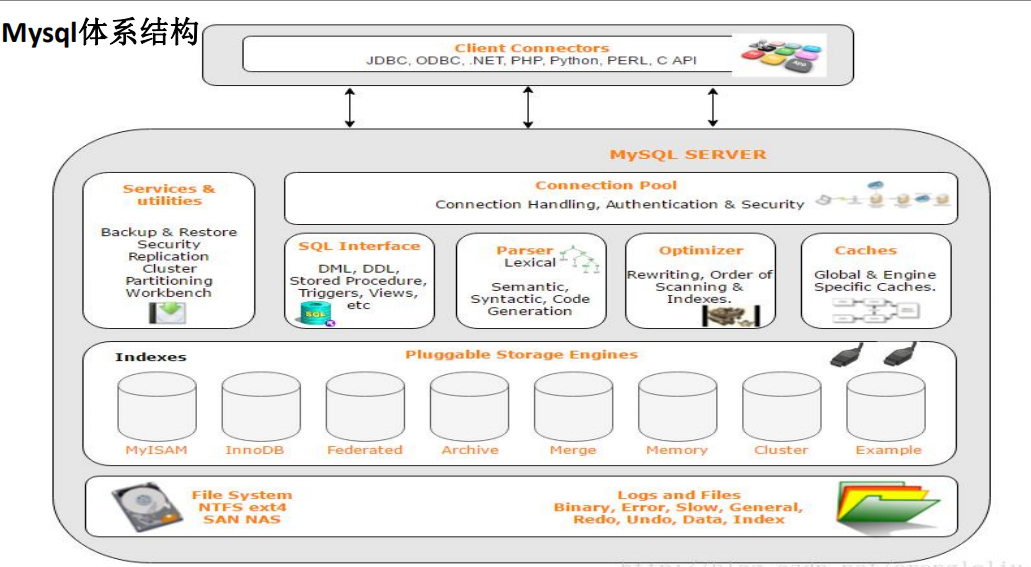 Mysql体系结构
Client Connectors
JDBC, ODBC, .NET, PHP, Python, PERL, C API
MySQL SERVER
Services &
utilities
Backup & Restore
Security
Replication
Cluster
Partitioning
Workbench
Connection Pool
Connection Handling, Authentication & Security
SQL Interface
DML, DDL,
Stored Procedure,
Triggers, Views,
etc
SQL
Parser
Lexical
Semantic,
Syntactic, Code
Generation
Optimizer
Rewriting, Order of
Scanning &
Indexes.
Caches
Global & Engine
Specific Caches.
Indexes
Pluggable Storage Engines
MyISAM
InnoDB
Federated
Archive
Merge
Memory
Cluster
Example
File System
NTFS ext4
SAN NAS
Logs and Files
Binary, Error, Slow, General,
Redo, Undo, Data, Index